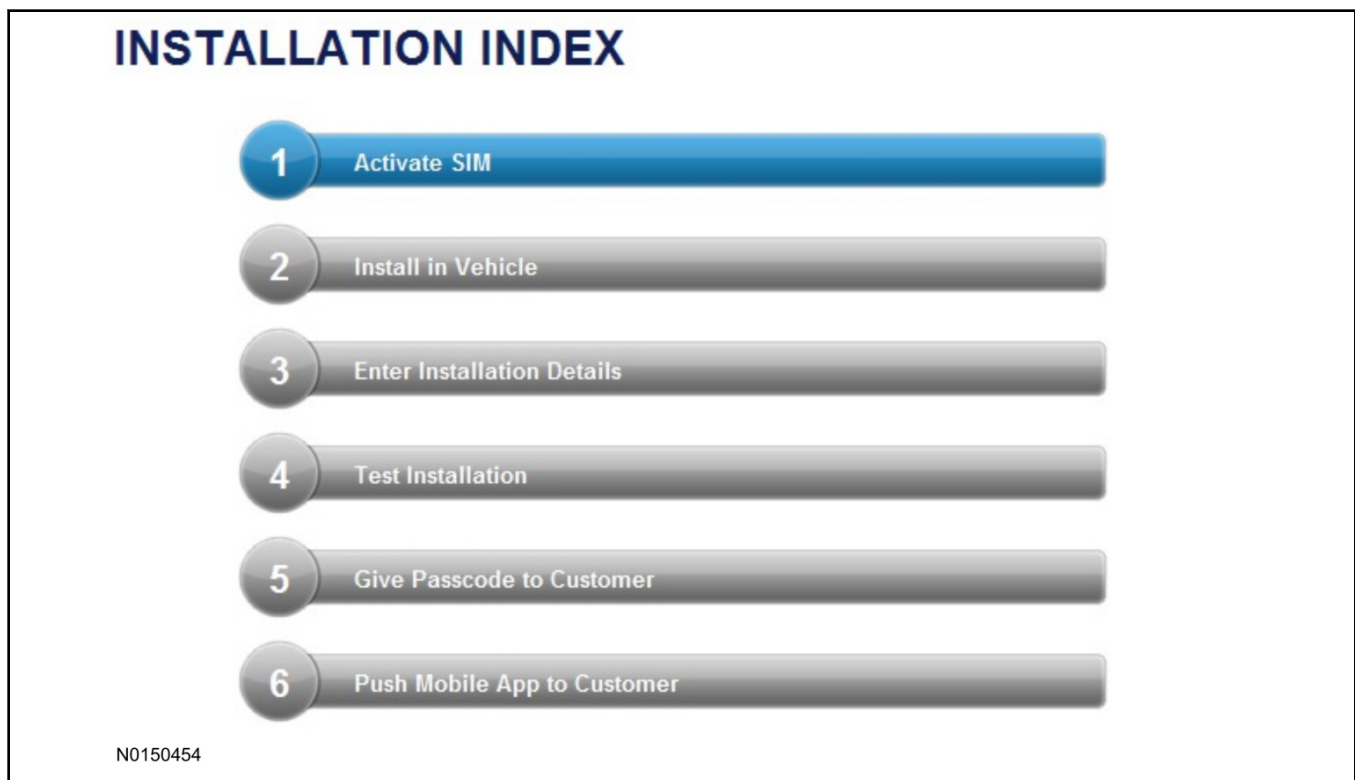 INSTALLATION INDEX
1 Activate SIM
2 Install in Vehicle
3 Enter Installation Details
4 Test Installation
5 Give Passcode to Customer
6 Push Mobile App to Customer
N0150454